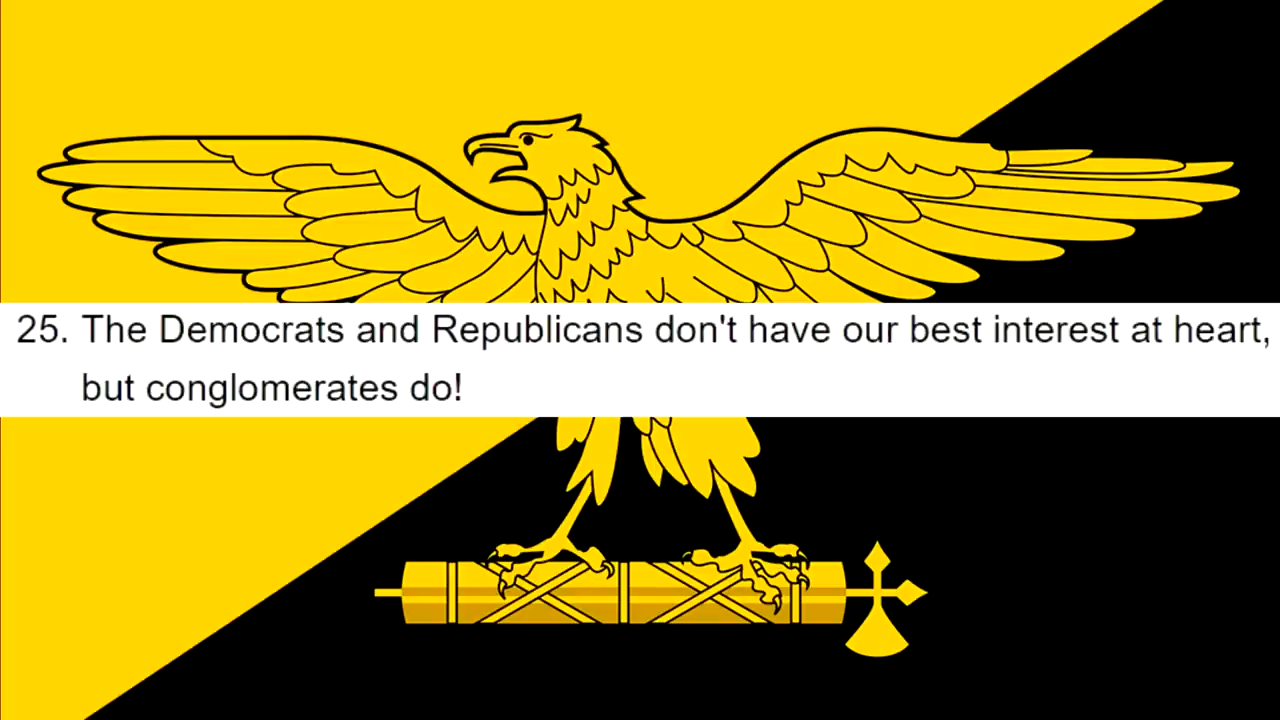 25. The Democrats and Republicans don't have our best interest at heart,
but conglomerates do!